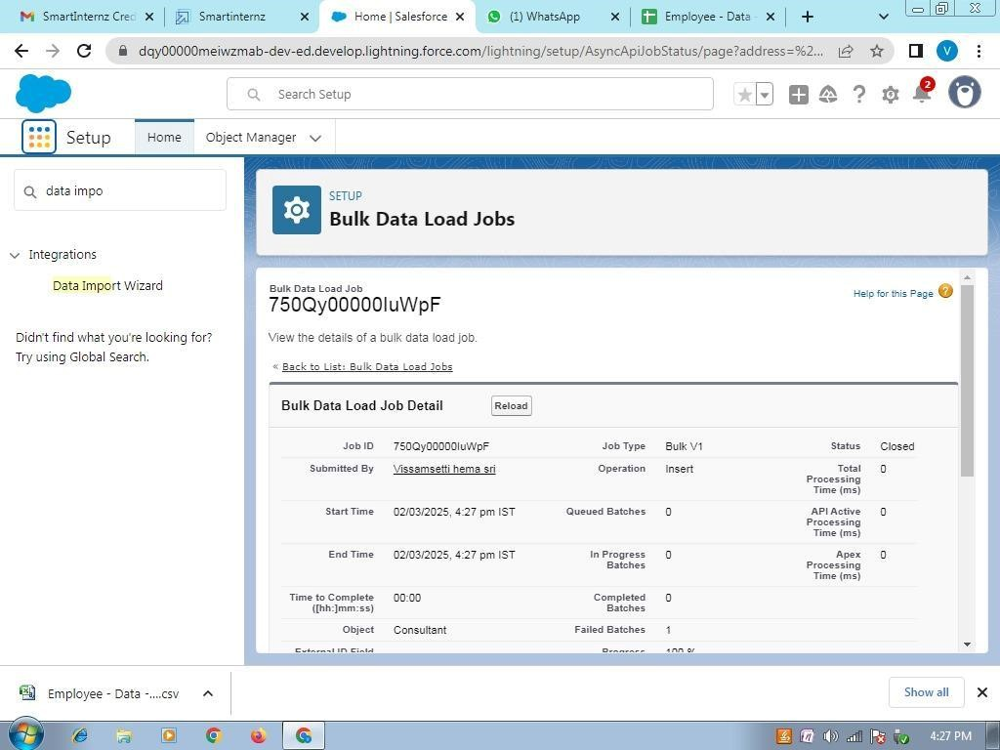 SmartInternz Cred
Smartinternz
Home | Salesforce
(1) WhatsApp
Employee - Data -
dqy00000meiwzmab-dev-ed.develop.lightning.force.com/lightning/setup/AsyncApiJobStatus/page?address=%2...
V
Search Setup
2
Setup
Home
Object Manager
data impo
Integrations
Data Import Wizard
Didn't find what you're looking for?
Try using Global Search.
SETUP
Bulk Data Load Jobs
Bulk Data Load Job
750Qy00000IuWpF
Help for this Page
View the details of a bulk data load job.
« Back to List: Bulk Data Load Jobs
Bulk Data Load Job Detail
Reload
Job ID 750Qy00000IuWpF Job Type Bulk V1 Status Closed
Submitted By Vissamsetti hema sri Operation Insert Total Processing Time (ms) 0
Start Time 02/03/2025, 4:27 pm IST Queued Batches 0 API Active Processing Time (ms) 0
End Time 02/03/2025, 4:27 pm IST In Progress Batches 0 Apex Processing Time (ms) 0
Time to Complete ([hh:]mm:ss) 00:00 Completed Batches 0
Object Consultant Failed Batches 1
External ID Field Progress 100 %
Employee - Data -....csv
Show all
4:27 PM